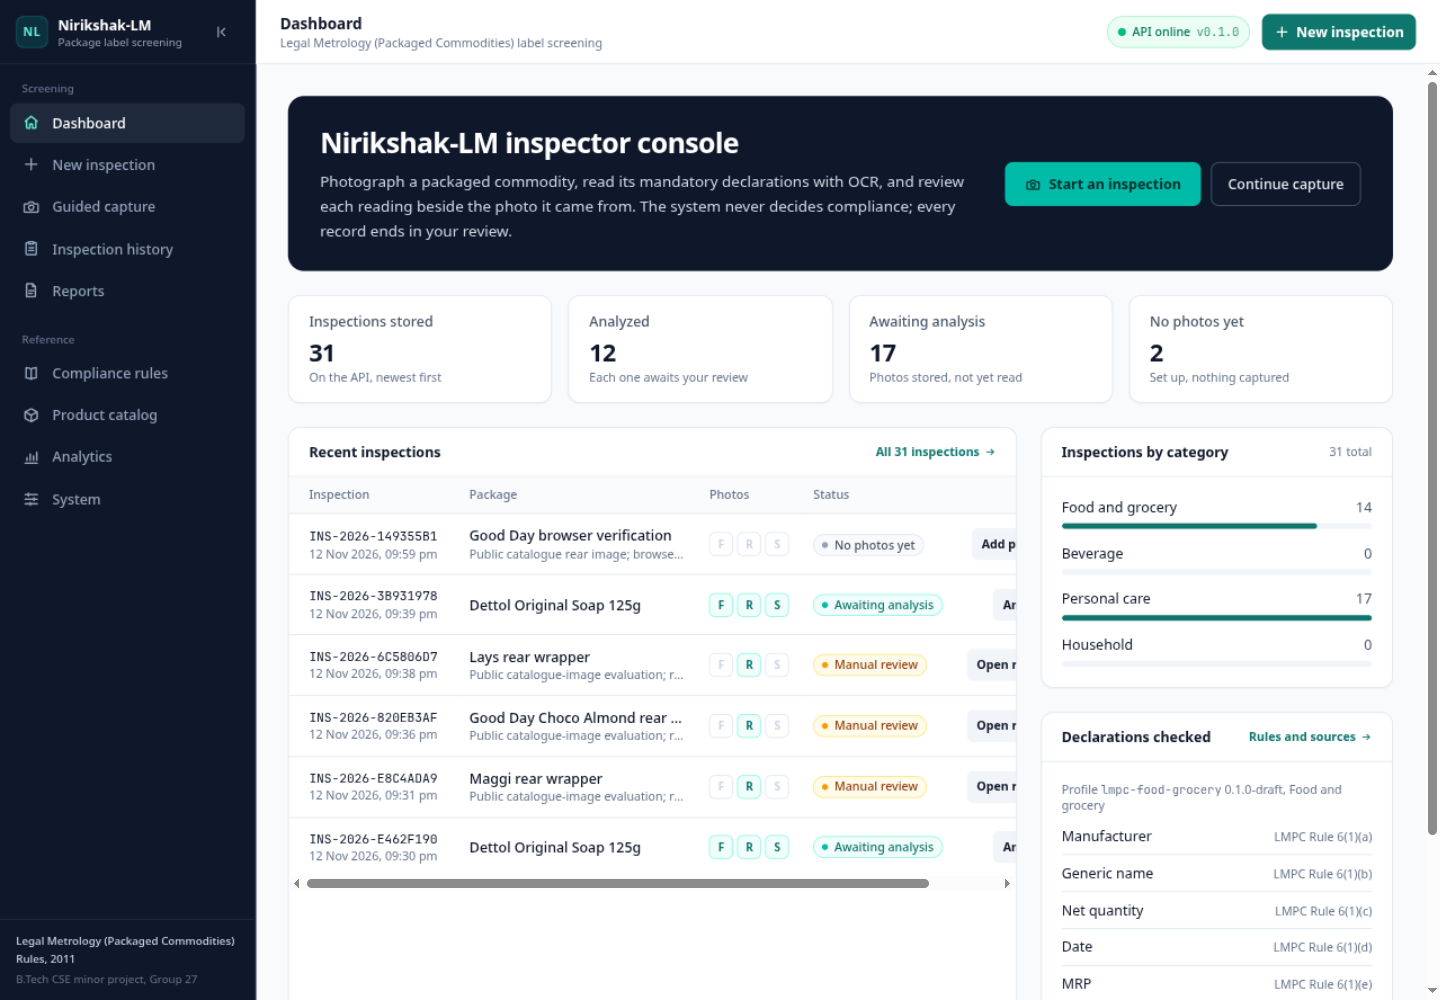 NL
Nirikshak-LM
Package label screening
Screening
Dashboard
New inspection
Guided capture
Inspection history
Reports
Reference
Compliance rules
Product catalog
Analytics
System
Legal Metrology (Packaged Commodities)
Rules, 2011
B.Tech CSE minor project, Group 27
Dashboard
Legal Metrology (Packaged Commodities) label screening
API online v0.1.0
New inspection
Nirikshak-LM inspector console
Photograph a packaged commodity, read its mandatory declarations with OCR, and review
each reading beside the photo it came from. The system never decides compliance; every
record ends in your review.
Start an inspection
Continue capture
Inspections stored
31
On the API, newest first
Analyzed
12
Each one awaits your review
Awaiting analysis
17
Photos stored, not yet read
No photos yet
2
Set up, nothing captured
Recent inspections
All 31 inspections →
Inspection Package Photos Status
INS-2026-149355B1 Good Day browser verification F R S No photos yet Add p
12 Nov 2026, 09:59 pm Public catalogue rear image; browse...
INS-2026-3B931978 Dettol Original Soap 125g F R S Awaiting analysis An
12 Nov 2026, 09:39 pm
INS-2026-6C5806D7 Lays rear wrapper F R S Manual review Open r
12 Nov 2026, 09:38 pm Public catalogue-image evaluation; r...
INS-2026-820EB3AF Good Day Choco Almond rear ... F R S Manual review Open r
12 Nov 2026, 09:36 pm Public catalogue-image evaluation; r...
INS-2026-E8C4ADA9 Maggi rear wrapper F R S Manual review Open r
12 Nov 2026, 09:31 pm Public catalogue-image evaluation; r...
INS-2026-E462F190 Dettol Original Soap 125g F R S Awaiting analysis An
12 Nov 2026, 09:30 pm
Inspections by category 31 total
Food and grocery 14
Beverage 0
Personal care 17
Household 0
Declarations checked Rules and sources →
Profile lmpc-food-grocery 0.1.0-draft, Food and
grocery
Manufacturer LMPC Rule 6(1)(a)
Generic name LMPC Rule 6(1)(b)
Net quantity LMPC Rule 6(1)(c)
Date LMPC Rule 6(1)(d)
MRP LMPC Rule 6(1)(e)